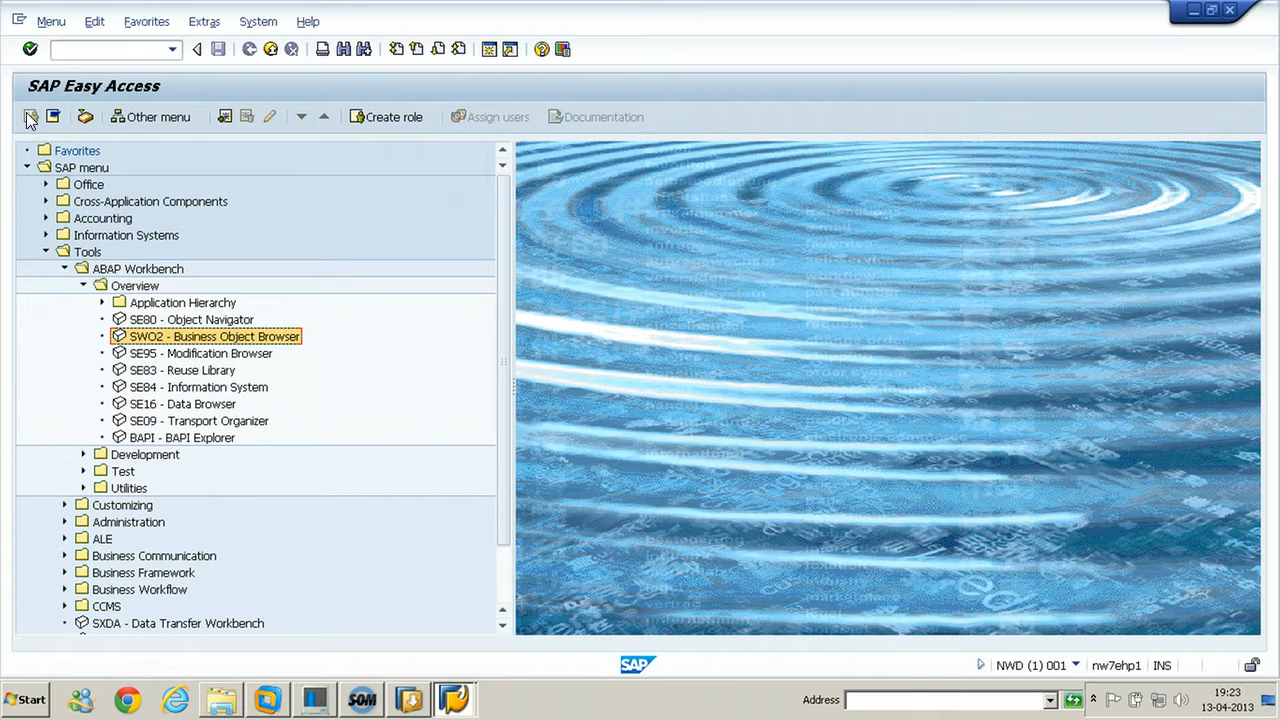 Menu Edit Favorites Extras System Help
SAP Easy Access
Other menu Create role Assign users Documentation
Favorites
SAP menu
Office
Cross-Application Components
Accounting
Information Systems
Tools
ABAP Workbench
Overview
Application Hierarchy
SE80 - Object Navigator
SWO2 - Business Object Browser
SE95 - Modification Browser
SE83 - Reuse Library
SE84 - Information System
SE16 - Data Browser
SE09 - Transport Organizer
BAPI - BAPI Explorer
Development
Test
Utilities
Customizing
Administration
ALE
Business Communication
Business Framework
Business Workflow
CCMS
SXDA - Data Transfer Workbench
SAP NWD (1) 001 nw7ehp1 INS
Start SOM Address 19:23
13-04-2013